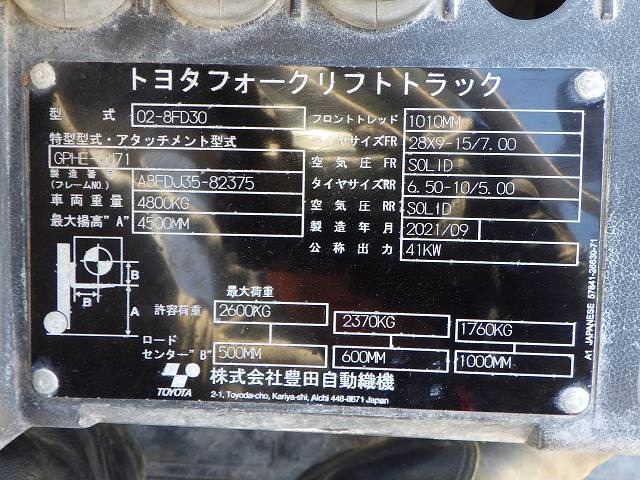 トヨタフォークリフトトラック
型式 02-8FD30
特型型式・アタッチメント型式
製造番号
(フレームNO.) A8FDJ35-82375
車両重量 4800KG
最大揚高"A" 4500MM
フロントトレッド 1010MM
タイヤサイズFR 28X9-15/7.00
空気圧FR SOLID
タイヤサイズRR 6.50-10/5.00
空気圧RR SOLID
製造年月 2021/09
公称出力 41KW
B
B
A
最大荷重
許容荷重 2600KG 2370KG 1760KG
ロード
センター"B" 500MM 600MM 1000MM
TOYOTA
株式会社豊田自動織機
2-1, Toyoda-cho, Kariya-shi, Aichi 448-8671 Japan
A1 JAPANESE 57641-26630-71